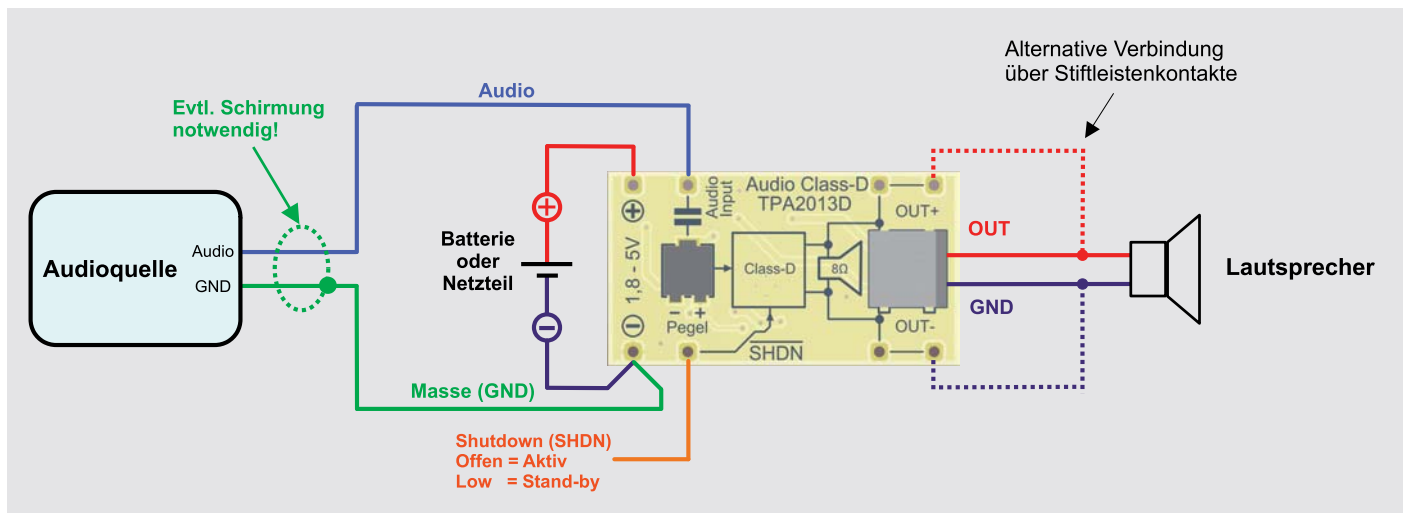 Alternative Verbindung
über Stiftleistenkontakte
Evtl. Schirmung
notwendig!
Audio
Audioquelle
Audio
GND
Batterie
oder
Netzteil
1,8 - 5V
Audio
Input
Audio Class-D
TPA2013D
OUT+
Class-D
8Ω
- +
Pegel
SHDN
OUT-
OUT
GND
Lautsprecher
Masse (GND)
Shutdown (SHDN)
Offen = Aktiv
Low = Stand-by